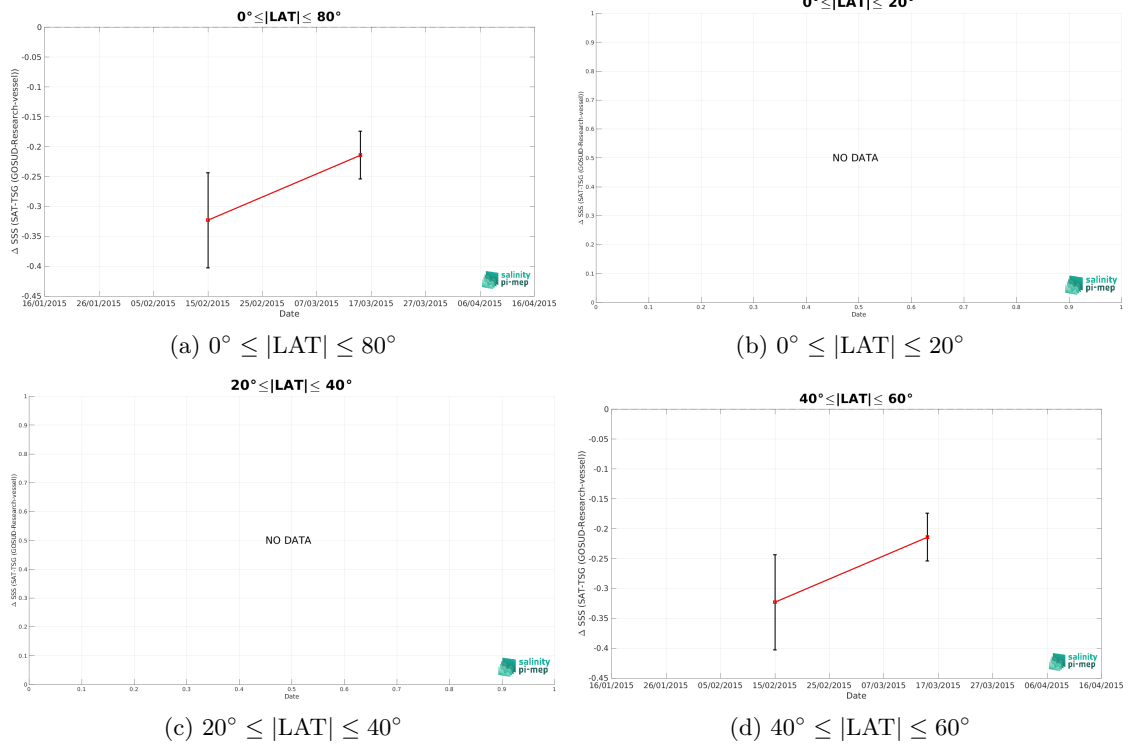 0°≤|LAT|≤ 80°
0
-0.05
-0.1
-0.15
-0.2
-0.25
-0.3
-0.35
-0.4
-0.45
Δ SSS (SAT-TSG (GOSUD-Research-vessel))
16/01/2015 26/01/2015 05/02/2015 15/02/2015 25/02/2015 07/03/2015 17/03/2015 27/03/2015 06/04/2015 16/04/2015
Date
salinity
pi-mep
(a) 0° ≤ |LAT| ≤ 80°
0°≤|LAT|≤ 20°
1
0.9
0.8
0.7
0.6
0.5
0.4
0.3
0.2
0.1
0
Δ SSS (SAT-TSG (GOSUD-Research-vessel))
NO DATA
0 0.1 0.2 0.3 0.4 0.5 0.6 0.7 0.8 0.9 1
Date
salinity
pi-mep
(b) 0° ≤ |LAT| ≤ 20°
20°≤|LAT|≤ 40°
1
0.9
0.8
0.7
0.6
0.5
0.4
0.3
0.2
0.1
0
Δ SSS (SAT-TSG (GOSUD-Research-vessel))
NO DATA
0 0.1 0.2 0.3 0.4 0.5 0.6 0.7 0.8 0.9 1
Date
salinity
pi-mep
(c) 20° ≤ |LAT| ≤ 40°
40°≤|LAT|≤ 60°
0
-0.05
-0.1
-0.15
-0.2
-0.25
-0.3
-0.35
-0.4
-0.45
Δ SSS (SAT-TSG (GOSUD-Research-vessel))
16/01/2015 26/01/2015 05/02/2015 15/02/2015 25/02/2015 07/03/2015 17/03/2015 27/03/2015 06/04/2015 16/04/2015
Date
salinity
pi-mep
(d) 40° ≤ |LAT| ≤ 60°